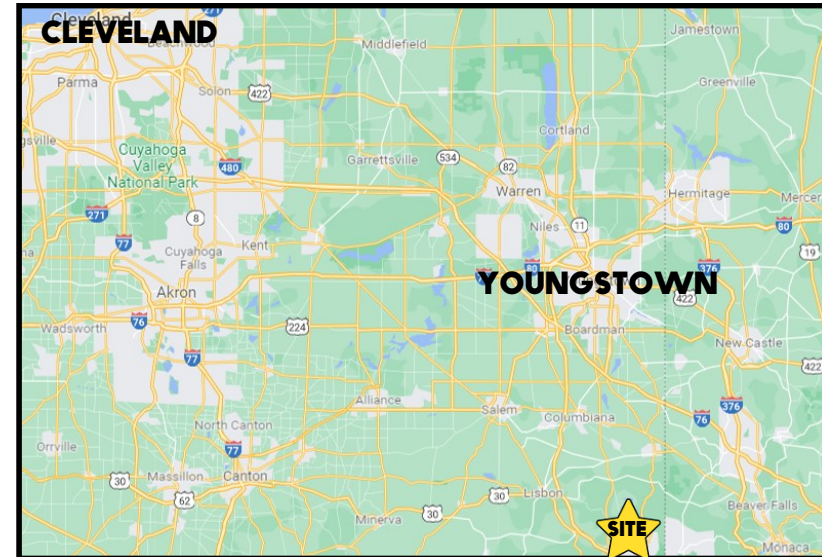 271
CLEVELAND
Beachwood
Middlefield
Jamestown
Parma
Solon
422
Greenville
Cortland
Cuyahoga
Valley
National Park
480
Garrettsville
534
82
Warren
Hermitage
Mercer
271
8
Niles
11
80
77
Cuyahoga
Falls
Kent
80
376
19
YOUNGSTOWN
Akron
422
Wadsworth
76
224
Boardman
77
New Castle
422
Alliance
Salem
Columbiana
376
76
North Canton
Orrville
77
30
Massillon
Canton
62
30
Lisbon
30
Minerva
SITE
Beaver Falls
Monaca